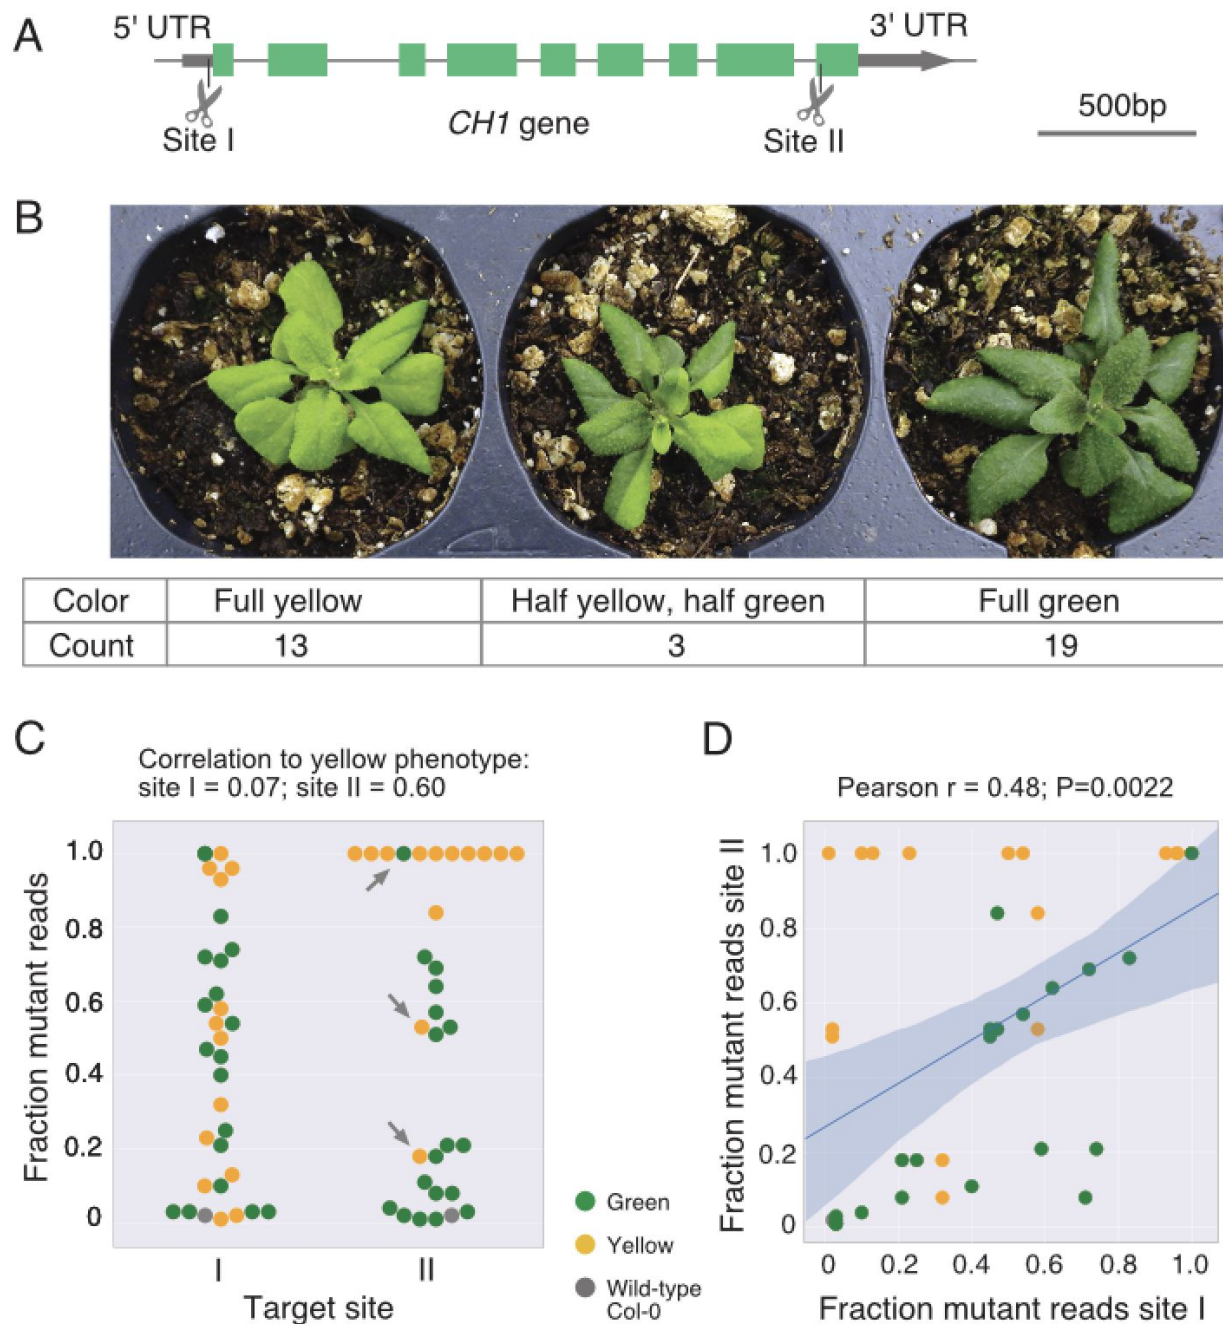 A
5' UTR
3' UTR
Site I
CH1 gene
Site II
500bp
B
Color Full yellow Half yellow, half green Full green
Count 13 3 19
C
Correlation to yellow phenotype:
site I = 0.07; site II = 0.60
Fraction mutant reads
1.0
0.8
0.6
0.4
0.2
0
I II
Target site
Green
Yellow
Wild-type
Col-0
D
Pearson r = 0.48; P=0.0022
Fraction mutant reads site II
1.0
0.8
0.6
0.4
0.2
0
0 0.2 0.4 0.6 0.8 1.0
Fraction mutant reads site I